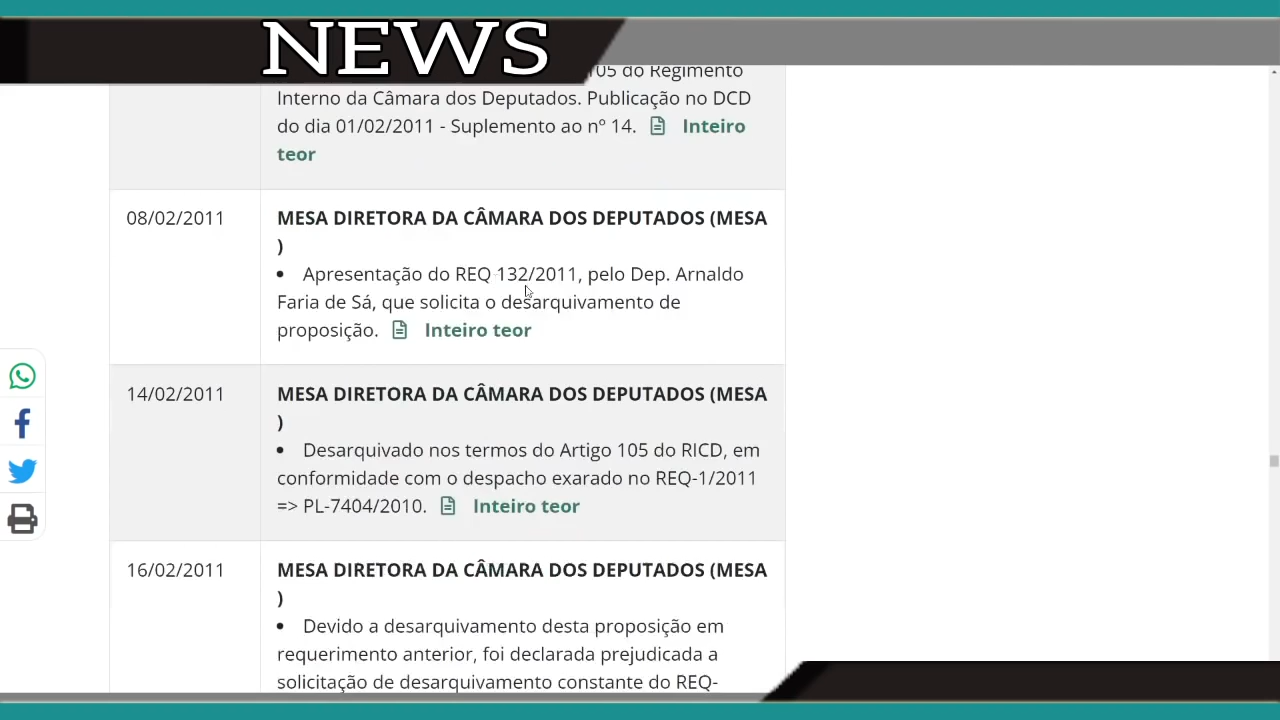 NEWS
105 do Regimento
Interno da Câmara dos Deputados. Publicação no DCD
do dia 01/02/2011 - Suplemento ao nº 14. Inteiro
teor
08/02/2011
MESA DIRETORA DA CÂMARA DOS DEPUTADOS (MESA
)
• Apresentação do REQ 132/2011, pelo Dep. Arnaldo
Faria de Sá, que solicita o desarquivamento de
proposição. Inteiro teor
14/02/2011
MESA DIRETORA DA CÂMARA DOS DEPUTADOS (MESA
)
• Desarquivado nos termos do Artigo 105 do RICD, em
conformidade com o despacho exarado no REQ-1/2011
=> PL-7404/2010. Inteiro teor
16/02/2011
MESA DIRETORA DA CÂMARA DOS DEPUTADOS (MESA
)
• Devido a desarquivamento desta proposição em
requerimento anterior, foi declarada prejudicada a
solicitação de desarquivamento constante do REQ-